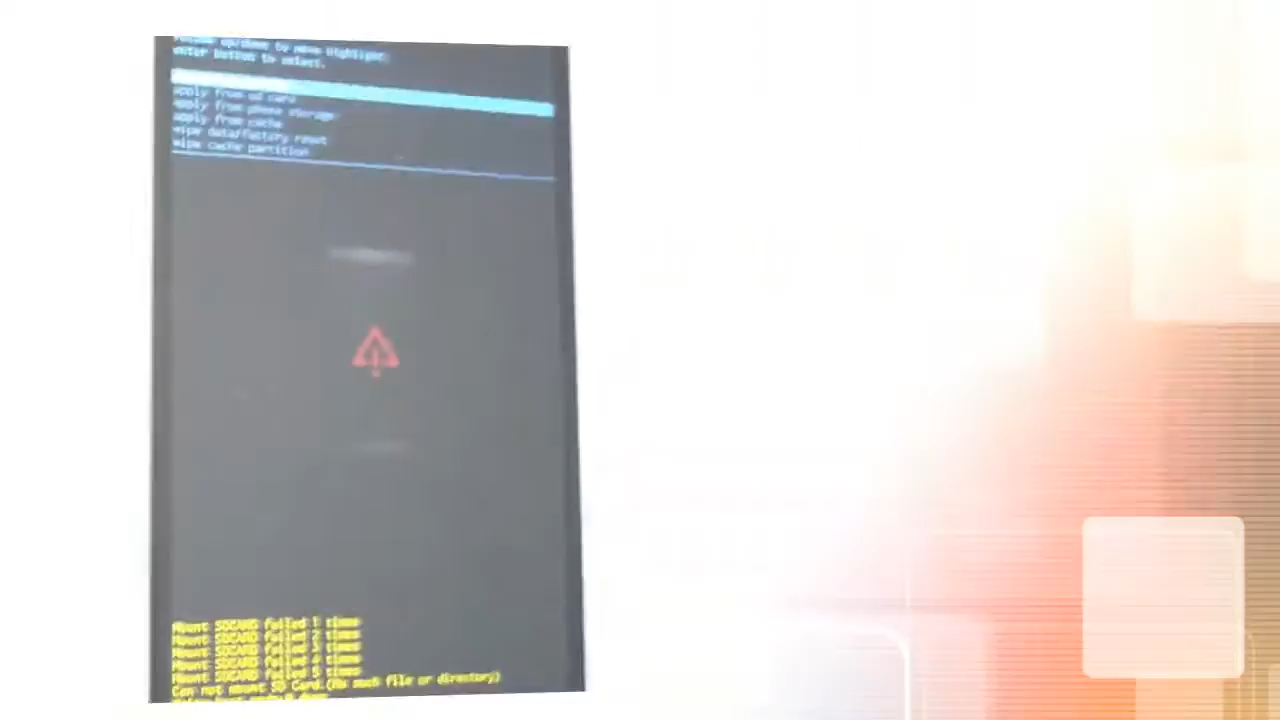 to move highlight
enter button to select.
apply from sd card
apply from phone storage
apply from cache
wipe data/factory reset
wipe cache partition
Mount SDCARD failed 1 times
Mount SDCARD failed 2 times
Mount SDCARD failed 3 times
Mount SDCARD failed 4 times
Mount SDCARD failed 5 times
Can not mount SD Card.(No such file or directory)